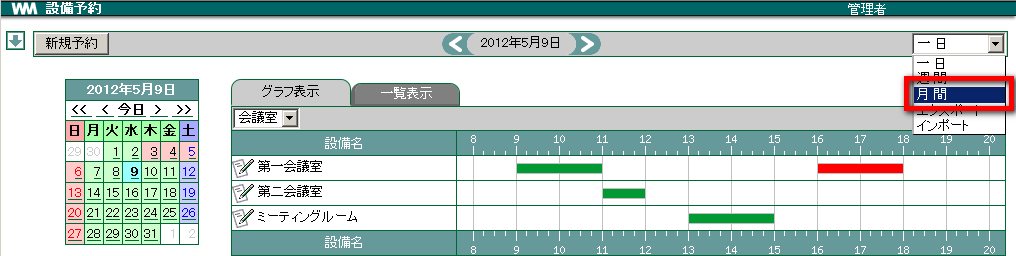 WM 設備予約 管理者
新規予約 2012年5月9日 一日
一日
週間
月間
エクスポート
インポート
2012年5月9日
<< < 今日 > >>
日 月 火 水 木 金 土
29 30 1 2 3 4 5
6 7 8 9 10 11 12
13 14 15 16 17 18 19
20 21 22 23 24 25 26
27 28 29 30 31 1 2
グラフ表示 一覧表示
会議室
設備名 8 9 10 11 12 13 14 15 16 17 18 19 20
第一会議室
第二会議室
ミーティングルーム
設備名 8 9 10 11 12 13 14 15 16 17 18 19 20